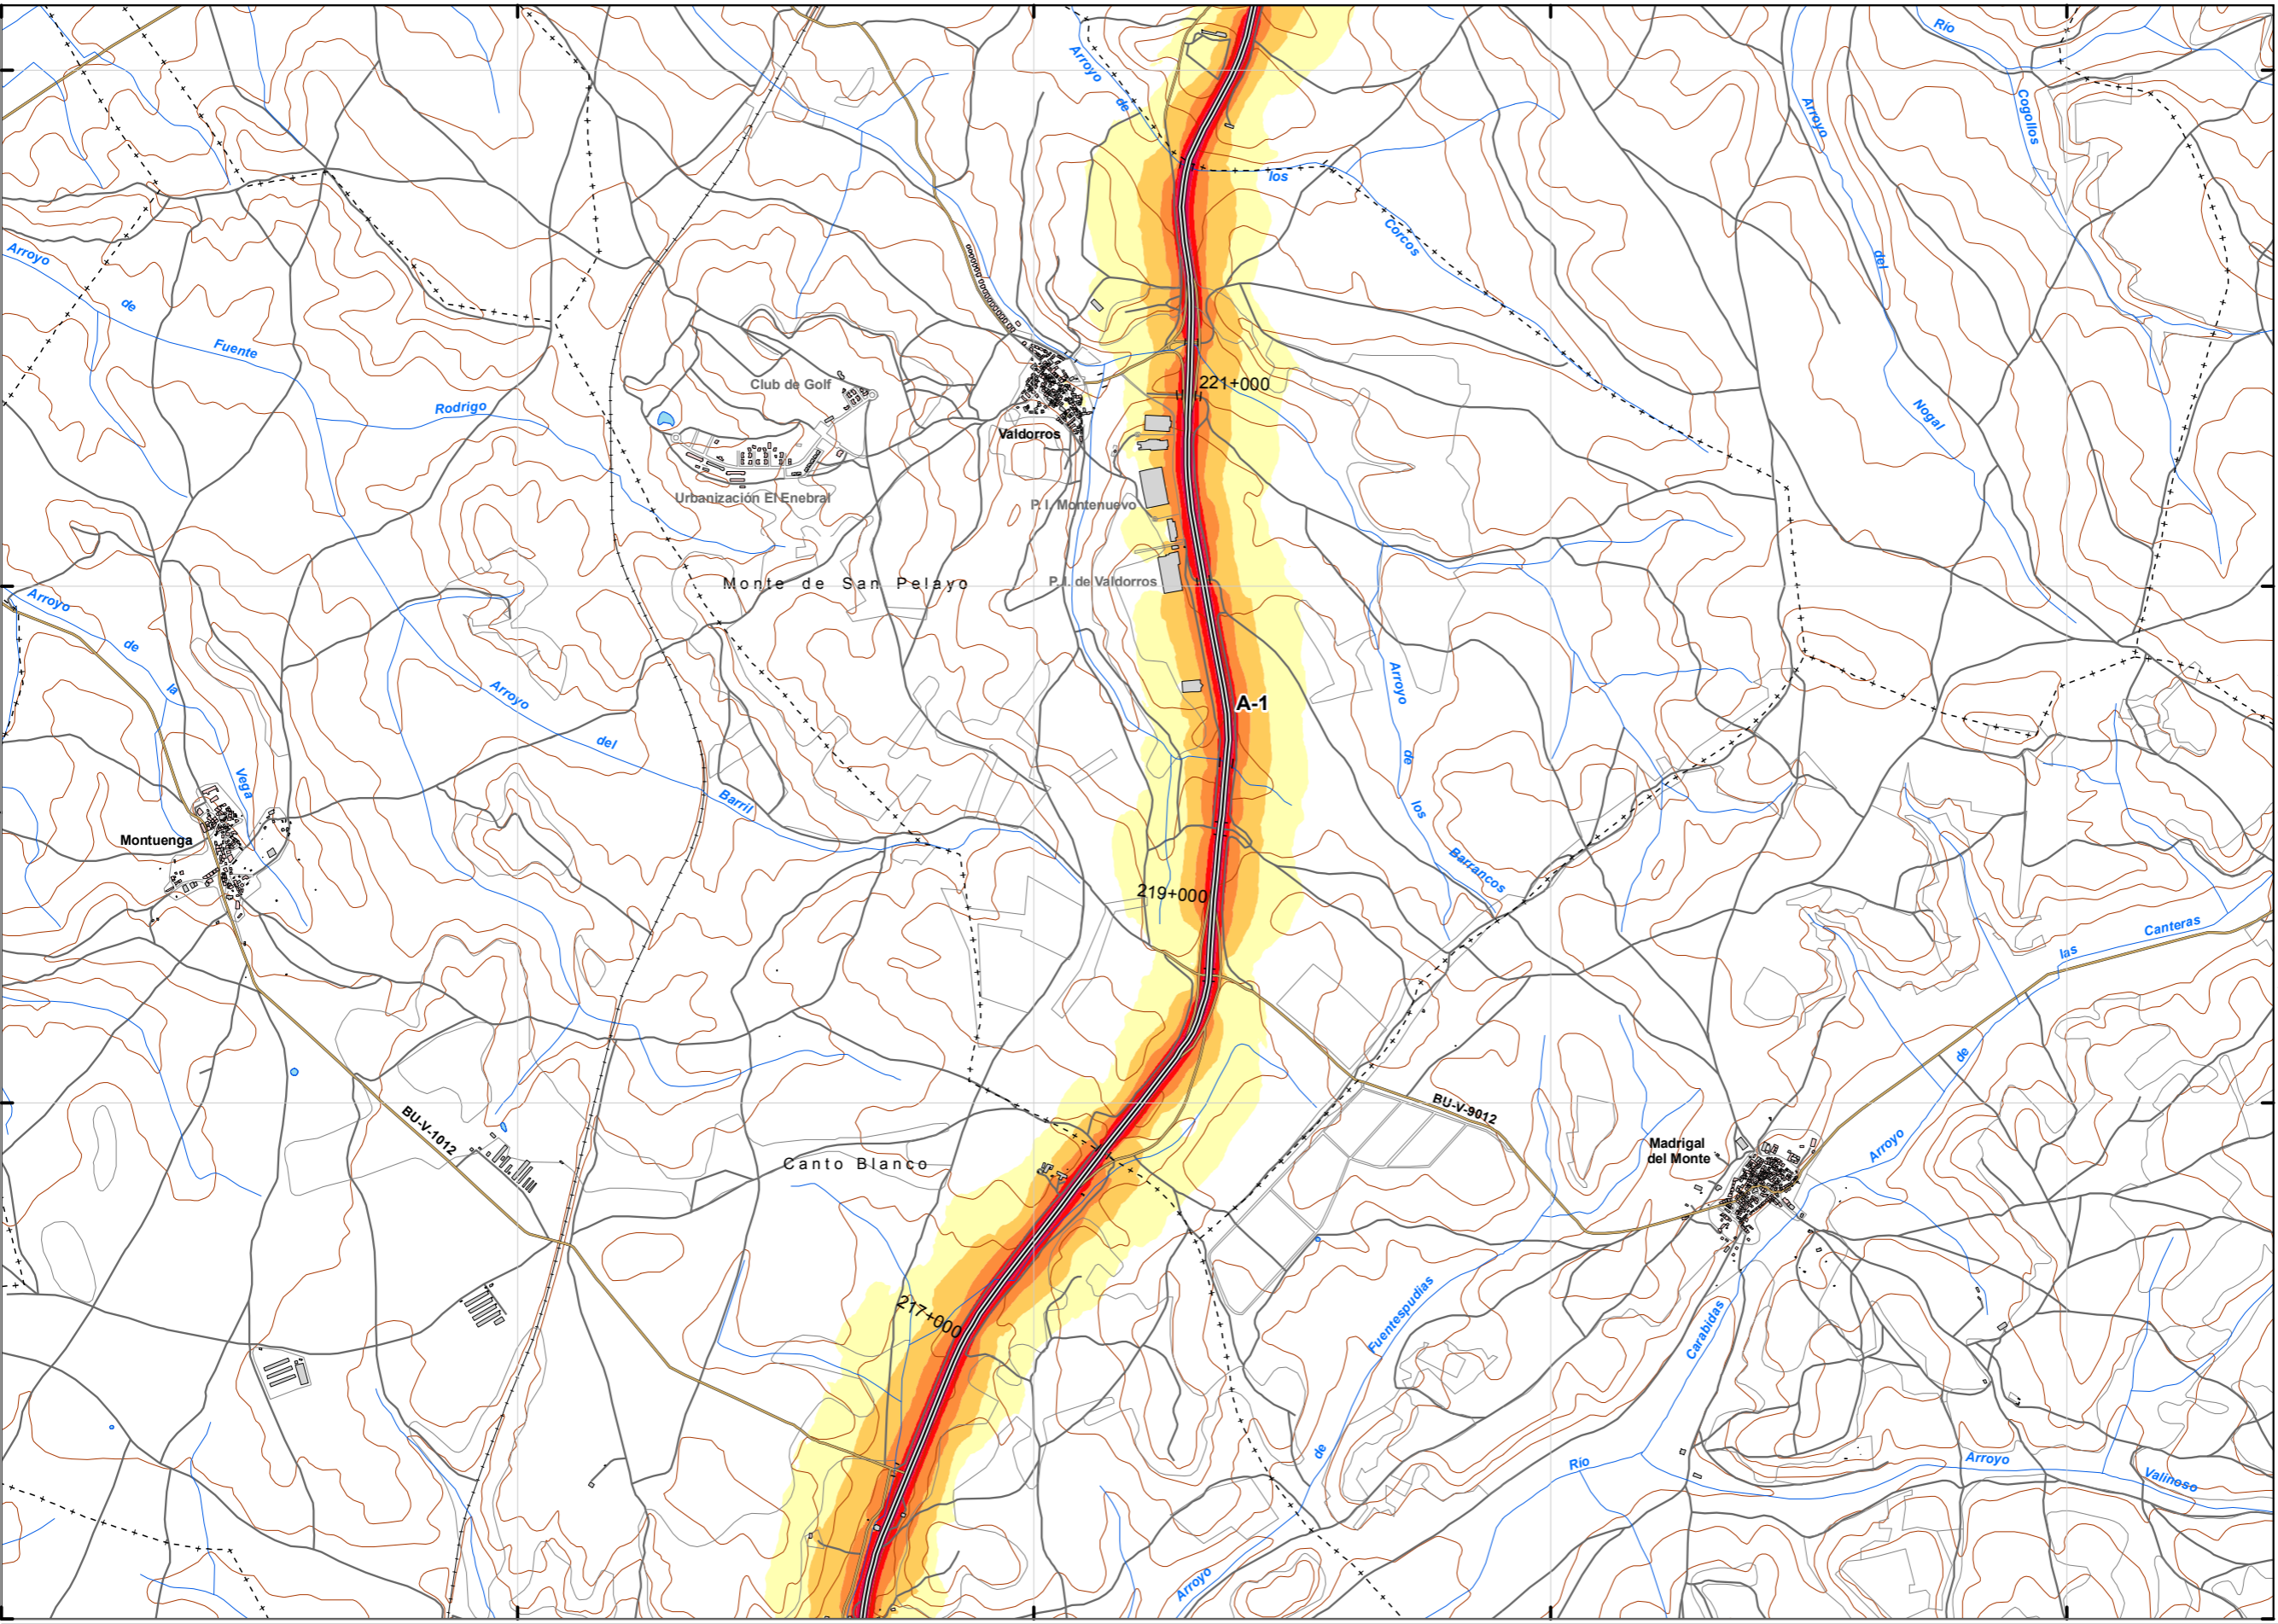 Río
Arroyo
de
Cogollos
Arroyo
los
Corcos
del
Arroyo
de
Fuente
Rodrigo
Club de Golf
221+000
Nogal
Valdorros
Urbanización El Enebral
P. I. Montenuevo
Monte de San Pelayo
P. I. de Valdorros
Arroyo
de
la
Vega
Arroyo
del
Barril
Arroyo
de
los
Barrancos
A-1
Montuenga
219+000
Canteras
las
de
Arroyo
BU-V-1012
BU-V-9012
Madrigal
del Monte
Canto Blanco
217+000
Fuentespudias
de
Arroyo
Carabidas
Río
Arroyo
Valinoso